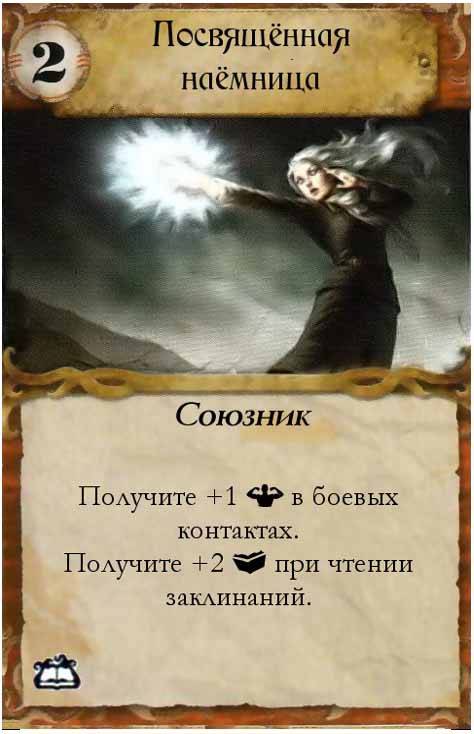 2
Посвящённая
наёмница
Союзник
Получите +1 в боевых
контактах.
Получите +2 при чтении
заклинаний.